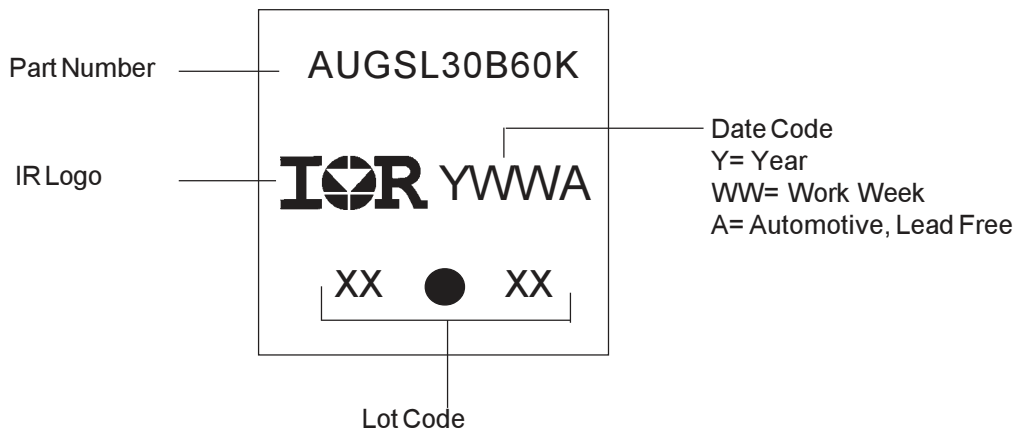 Part Number
AUGSL30B60K
IR Logo
IOR YWWA
Date Code
Y= Year
WW= Work Week
A= Automotive, Lead Free
XX XX
Lot Code